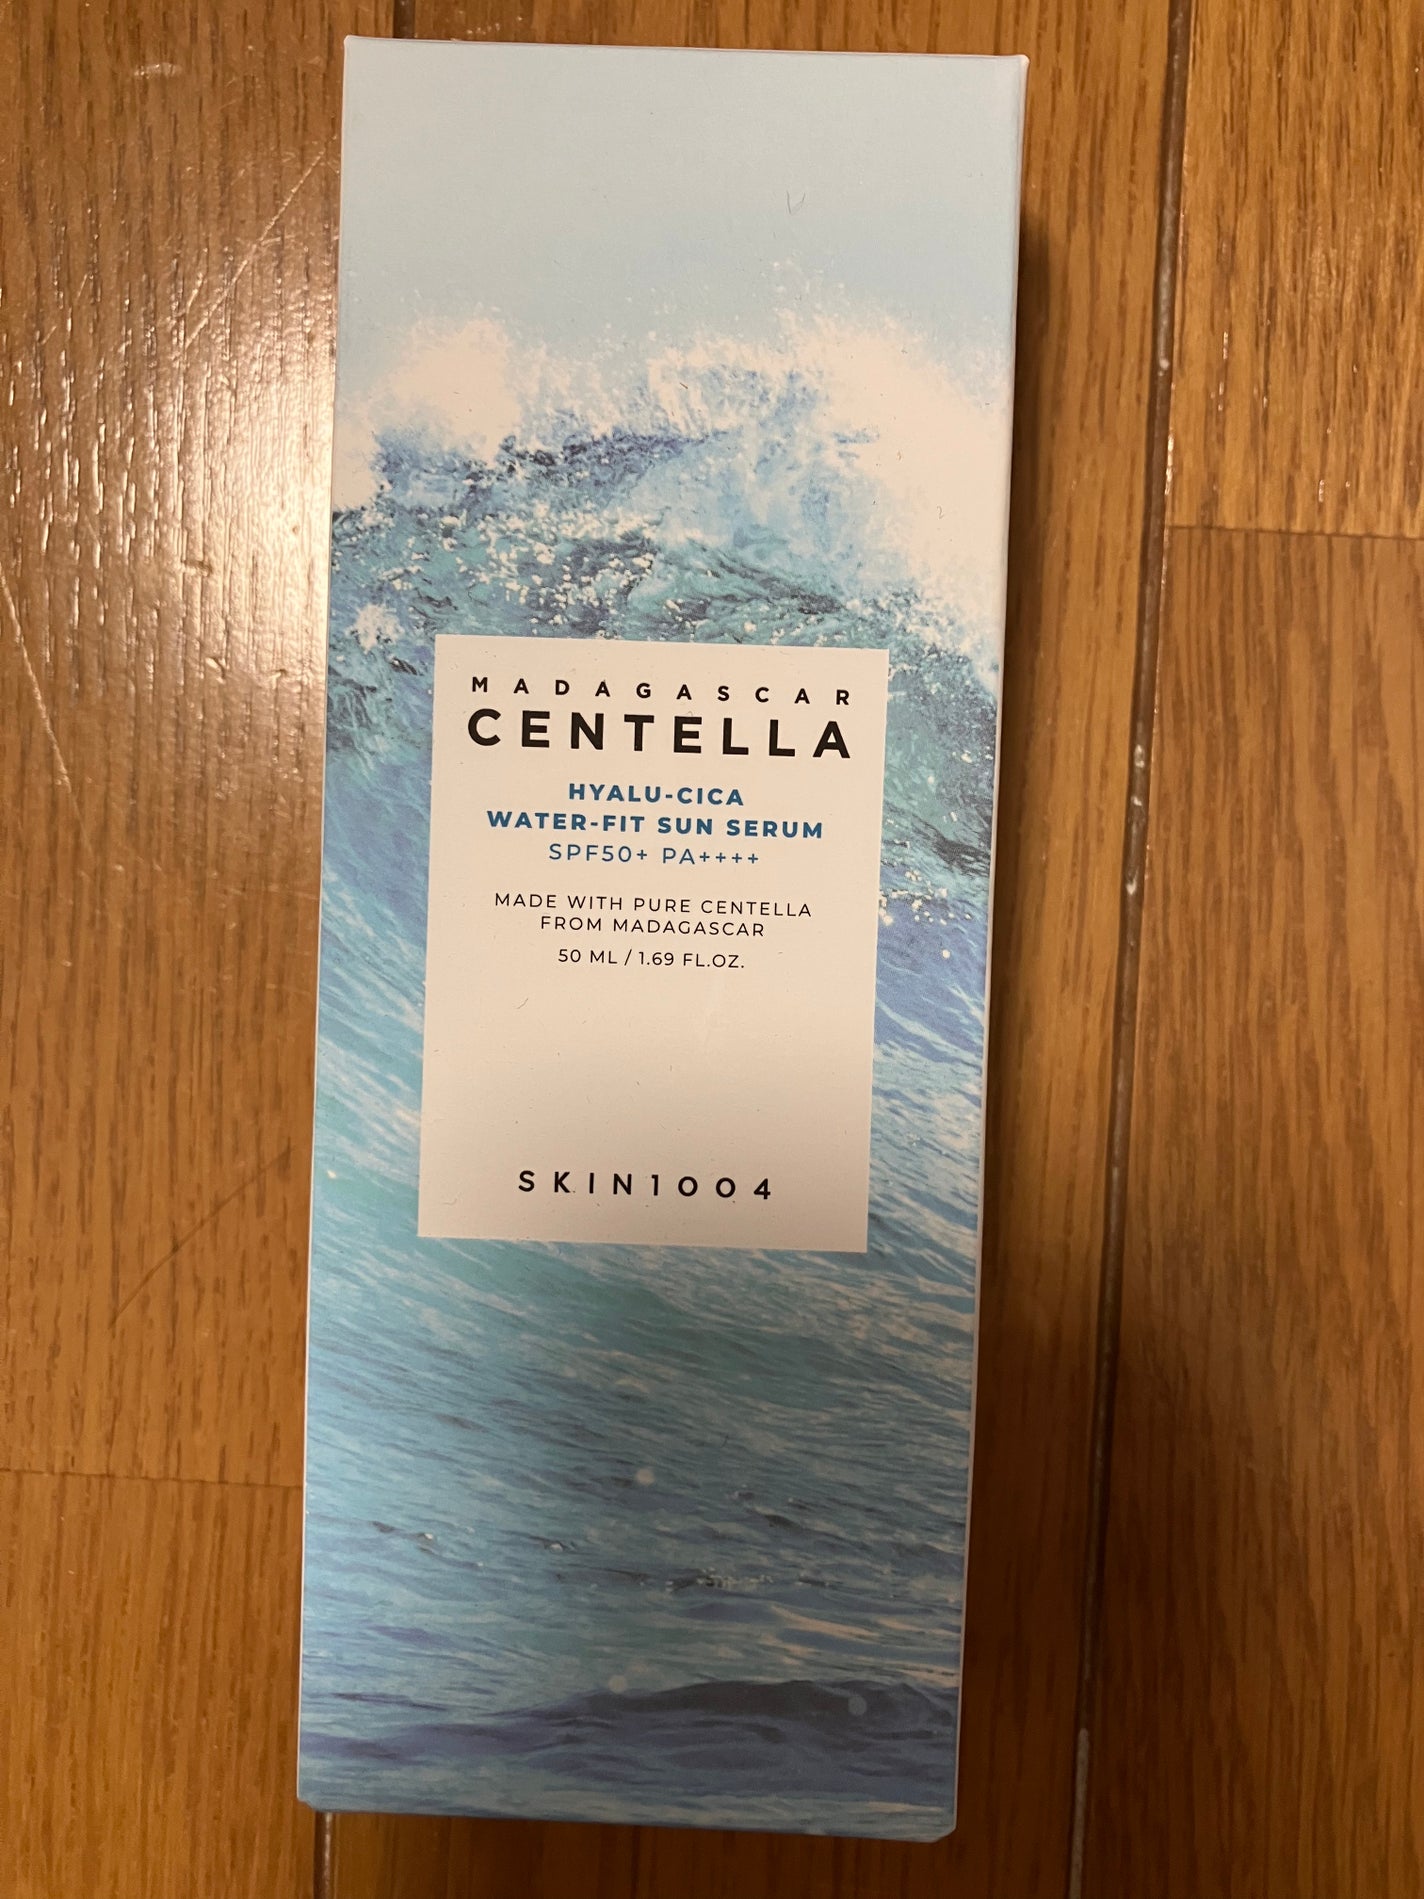 MADAGASCAR
CENTELLA
HYALU-CICA
WATER-FIT SUN SERUM
SPF50+ PA++++
MADE WITH PURE CENTELLA
FROM MADAGASCAR
50 ML / 1.69 FL.OZ.
SKIN1004